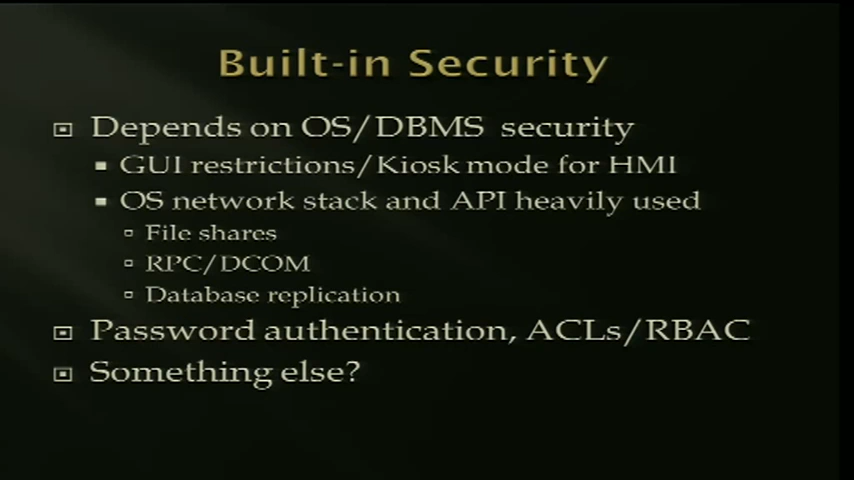 Built-in Security
Depends on OS/DBMS security
GUI restrictions/Kiosk mode for HMI
OS network stack and API heavily used
File shares
RPC/DCOM
Database replication
Password authentication, ACLs/RBAC
Something else?